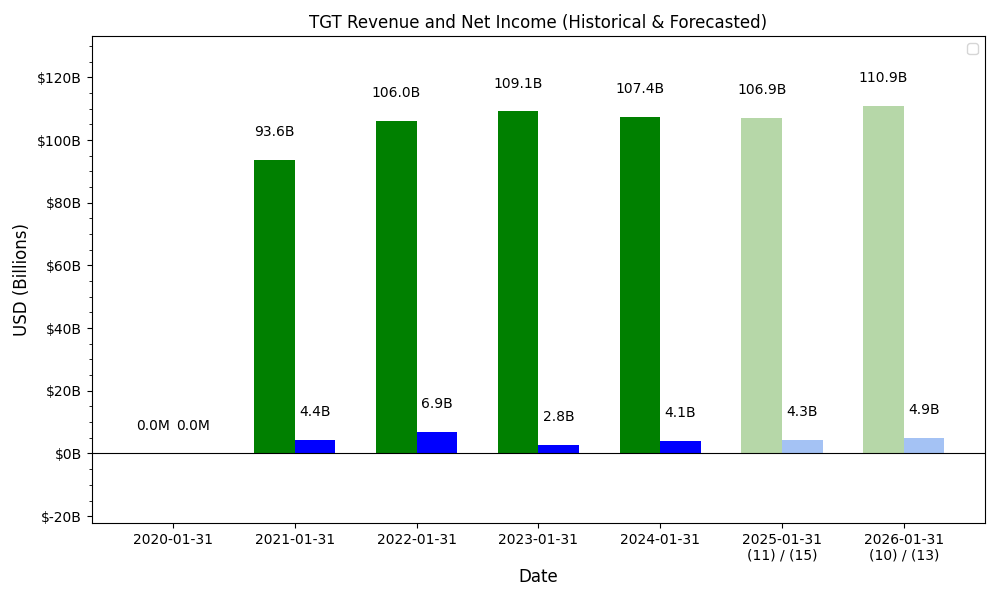 TGT Revenue and Net Income (Historical & Forecasted)
$120B
$100B
$80B
$60B
$40B
$20B
$0B
$-20B
USD (Billions)
0.0M 0.0M
93.6B
4.4B
106.0B
6.9B
109.1B
2.8B
107.4B
4.1B
106.9B
4.3B
110.9B
4.9B
2020-01-31
2021-01-31
2022-01-31
2023-01-31
2024-01-31
2025-01-31
(11) / (15)
2026-01-31
(10) / (13)
Date